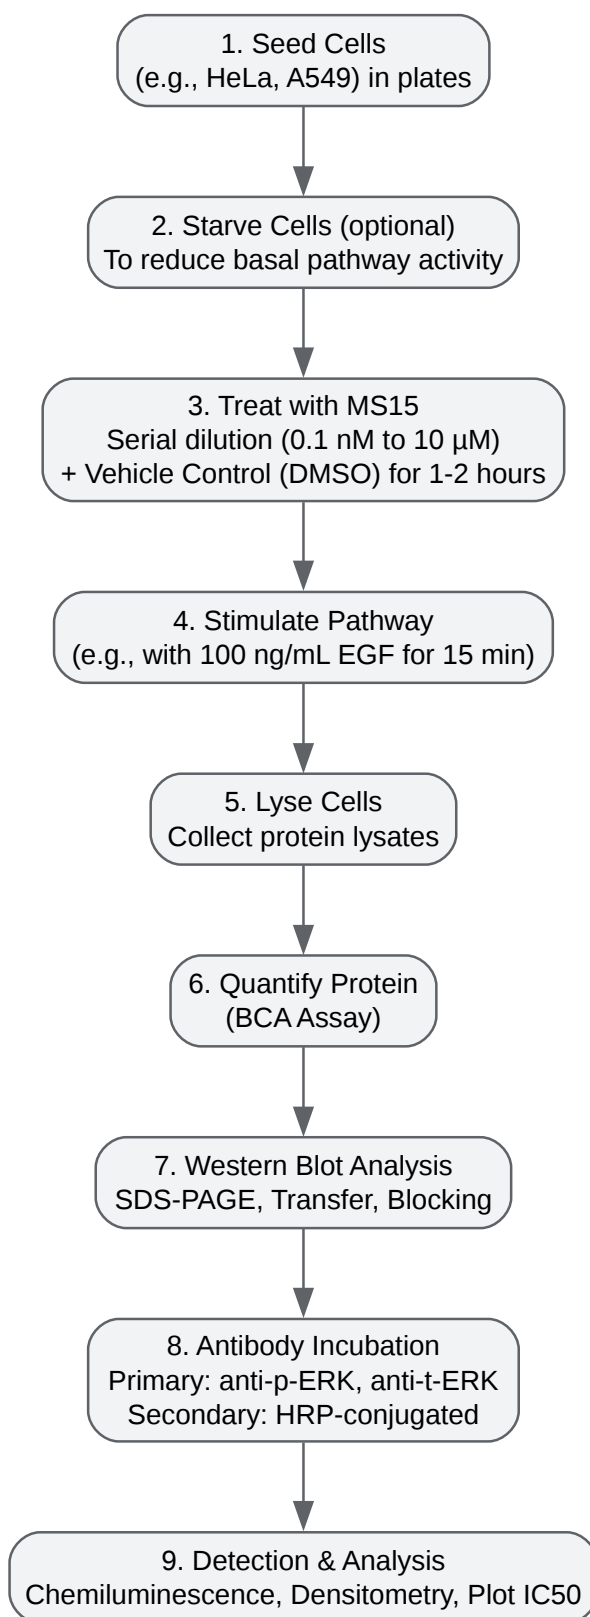 1. Seed Cells
(e.g., HeLa, A549) in plates
2. Starve Cells (optional)
To reduce basal pathway activity
3. Treat with MS15
Serial dilution (0.1 nM to 10 µM)
+ Vehicle Control (DMSO) for 1-2 hours
4. Stimulate Pathway
(e.g., with 100 ng/mL EGF for 15 min)
5. Lyse Cells
Collect protein lysates
6. Quantify Protein
(BCA Assay)
7. Western Blot Analysis
SDS-PAGE, Transfer, Blocking
8. Antibody Incubation
Primary: anti-p-ERK, anti-t-ERK
Secondary: HRP-conjugated
9. Detection & Analysis
Chemiluminescence, Densitometry, Plot IC50